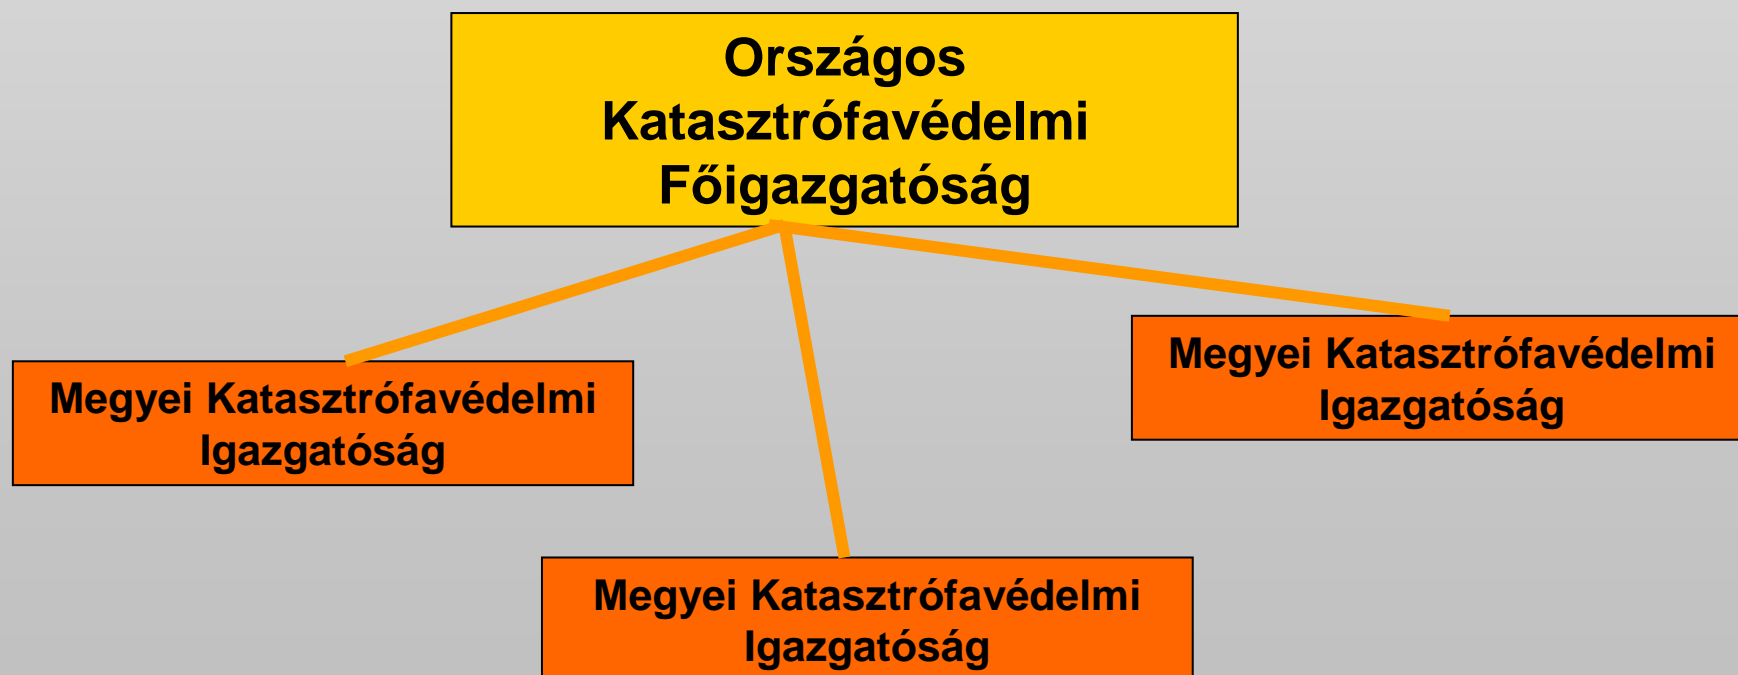 Országos
Katasztrófavédelmi
Főigazgatóság
Megyei Katasztrófavédelmi
Igazgatóság
Megyei Katasztrófavédelmi
Igazgatóság
Megyei Katasztrófavédelmi
Igazgatóság